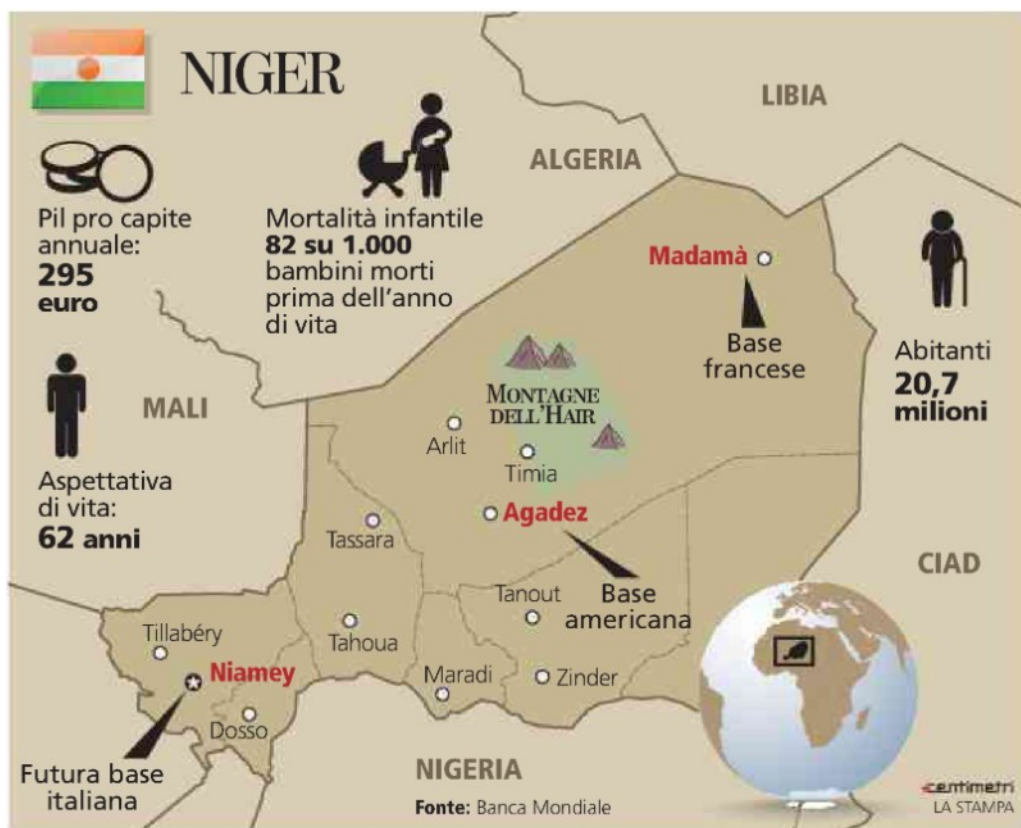 NIGER
Pil pro capite
annuale:
295
euro
Mortalità infantile
82 su 1.000
bambini morti
prima dell'anno
di vita
ALGERIA
LIBIA
Madamà
Base
francese
Abitanti
20,7
milioni
MALI
Aspettativa
di vita:
62 anni
MONTAGNE
DELL'HAIR
Arlit
Timia
Agadez
Tassara
Base
americana
CIAD
Tanout
Tillabéry
Tahoua
Niamey
Maradi
Zinder
Dosso
Futura base
italiana
NIGERIA
Fonte: Banca Mondiale
centimetri
LA STAMPA